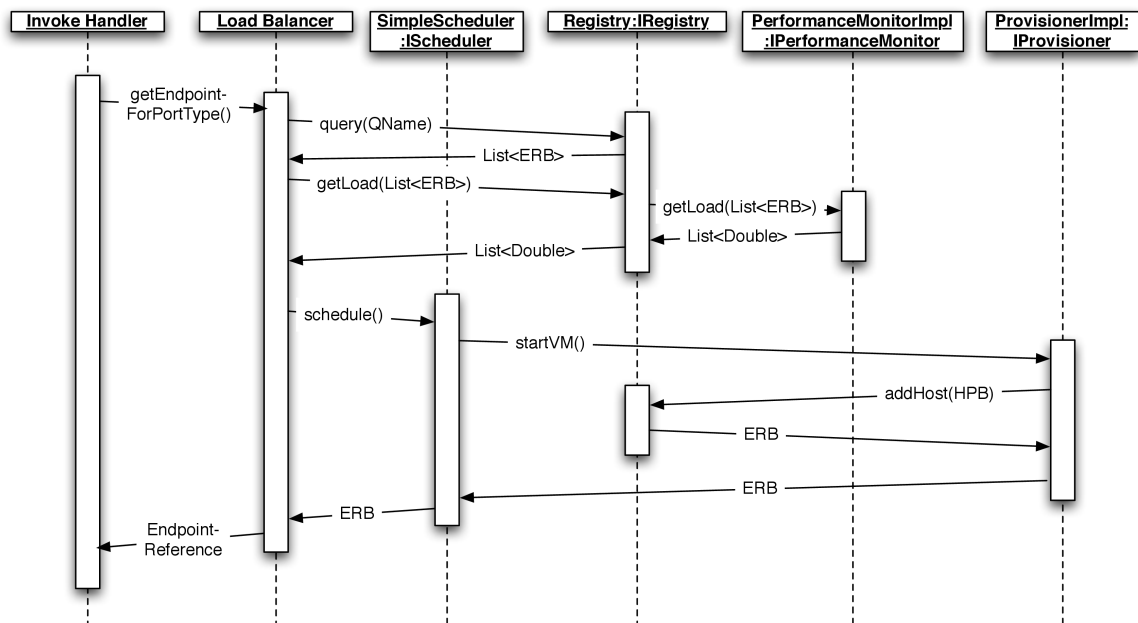 Invoke Handler
Load Balancer
SimpleScheduler
:IScheduler
Registry:IRegistry
PerformanceMonitorImpl
:IPerformanceMonitor
ProvisionerImpl:
IProvisioner
getEndpoint-
ForPortType()
query(QName)
List<ERB>
getLoad(List<ERB>)
getLoad(List<ERB>)
List<Double>
List<Double>
schedule()
startVM()
addHost(HPB)
ERB
ERB
ERB
Endpoint-
Reference